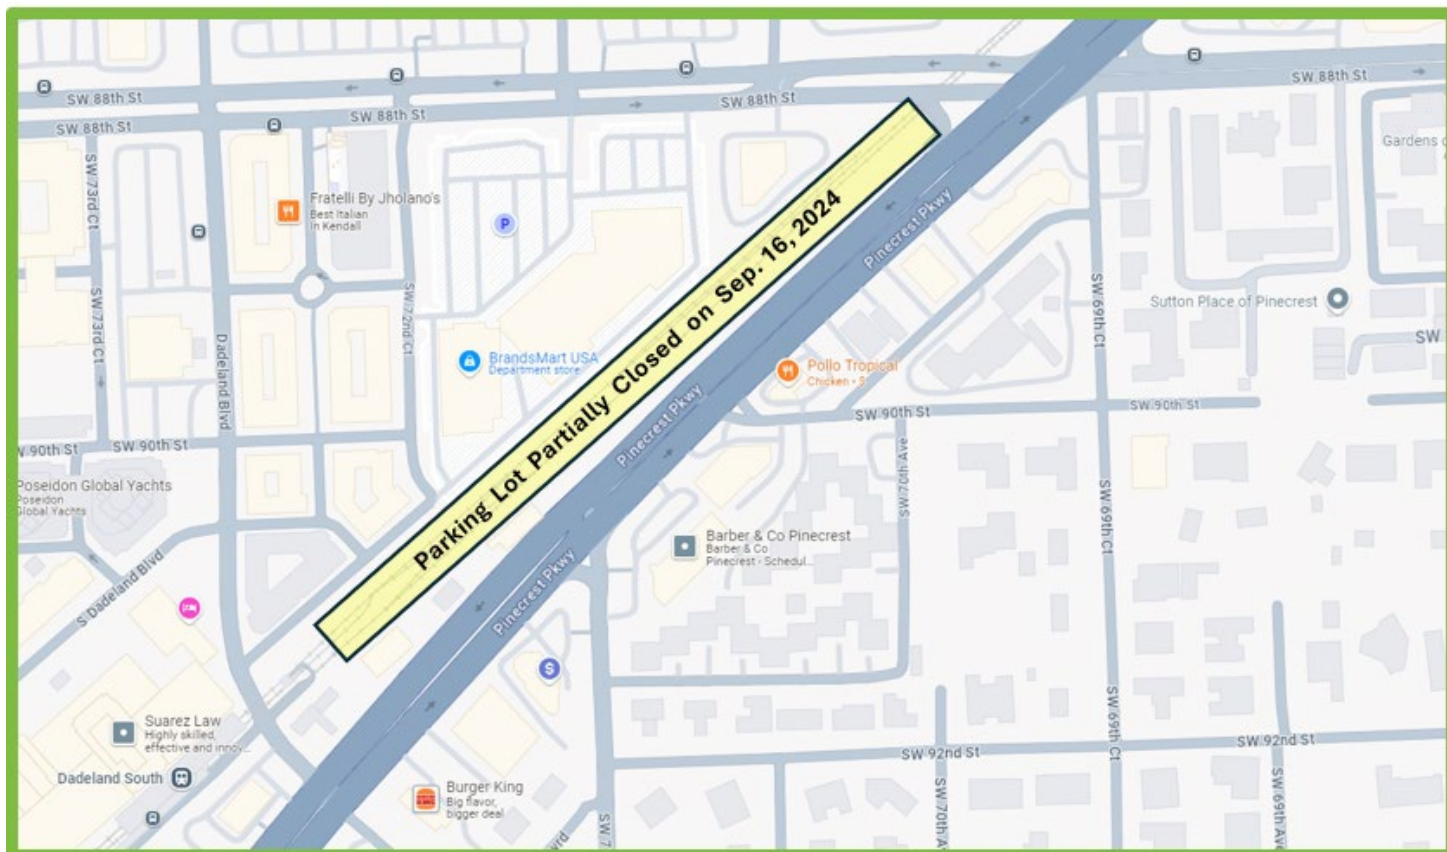 SW 88th St
SW 88th St
SW 88th St
SW 88th St
SW 88th St
SW 73rd Ct
Gardens
Fratelli By Jholano's
Best Italian
In Kendall
P
Pinecrest Pkwy
Parking Lot Partially Closed on Sep. 16, 2024
SW 73rd Ct
SW 72nd Ct
SW 69th Ct
Sutton Place of Pinecrest
SW
Dadeland Blvd
BrandsMart USA
Department store
Pollo Tropical
Chicken • $
Pinecrest Pkwy
SW 90th St
SW 90th St
W 90th St
SW 90th St
SW 70th Ave
Poseidon Global Yachts
Poseidon
Global Yachts
SW 69th Ct
Barber & Co Pinecrest
Barber & Co
Pinecrest - Schedul...
S Dadeland Blvd
Pinecrest Pkwy
$
Suarez Law
Highly skilled,
effective and innov...
SW 69th Ct
SW 92nd St
SW 92nd St
Dadeland South
Burger King
Big flavor,
bigger deal
SW 7
SW 70th A
SW 69th Ave